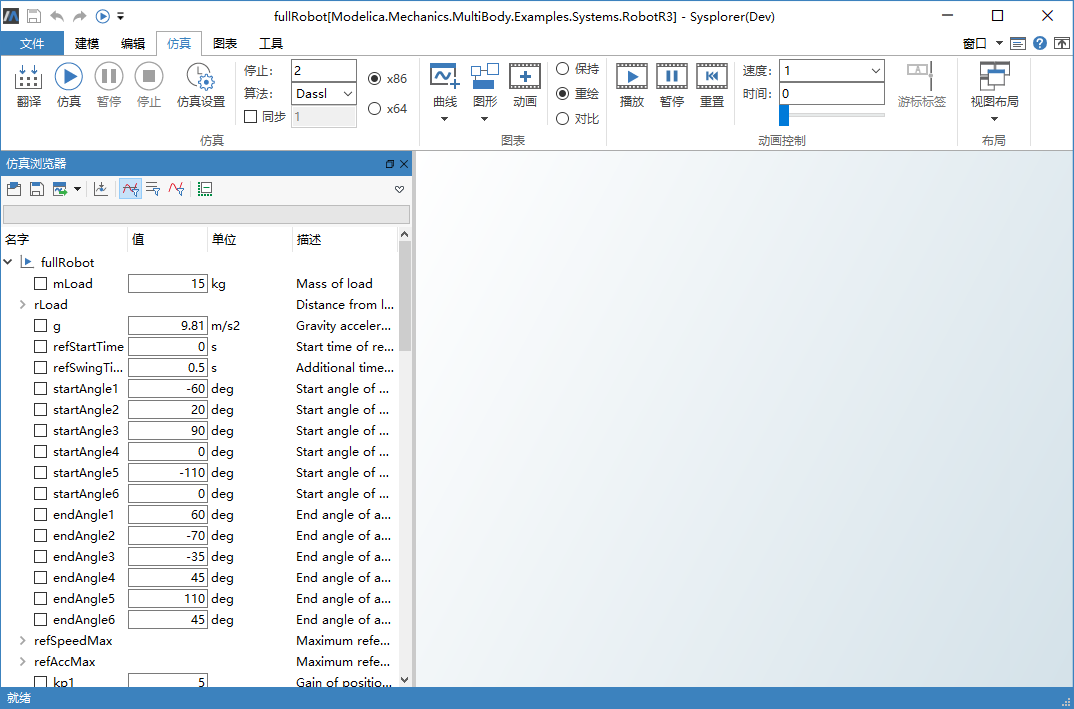 fullRobot[Modelica.Mechanics.MultiBody.Examples.Systems.RobotR3] - Sysplorer(Dev)
文件 建模 编辑 仿真 图表 工具 窗口
翻译 仿真 暂停 停止 仿真设置
停止: 2
算法: Dassl
同步 1
x86
x64
仿真
曲线 图形 动画
保持
重绘
对比
图表
播放 暂停 重置
速度: 1
时间: 0
动画控制
A
游标标签
视图布局
布局
仿真浏览器
名字 值 单位 描述
fullRobot
mLoad 15 kg Mass of load
rLoad Distance from l...
g 9.81 m/s2 Gravity acceler...
refStartTime 0 s Start time of re...
refSwingTi... 0.5 s Additional time...
startAngle1 -60 deg Start angle of ...
startAngle2 20 deg Start angle of ...
startAngle3 90 deg Start angle of ...
startAngle4 0 deg Start angle of ...
startAngle5 -110 deg Start angle of ...
startAngle6 0 deg Start angle of ...
endAngle1 60 deg End angle of a...
endAngle2 -70 deg End angle of a...
endAngle3 -35 deg End angle of a...
endAngle4 45 deg End angle of a...
endAngle5 110 deg End angle of a...
endAngle6 45 deg End angle of a...
refSpeedMax Maximum refe...
refAccMax Maximum refe...
kp1 5 Gain of positio...
就绪